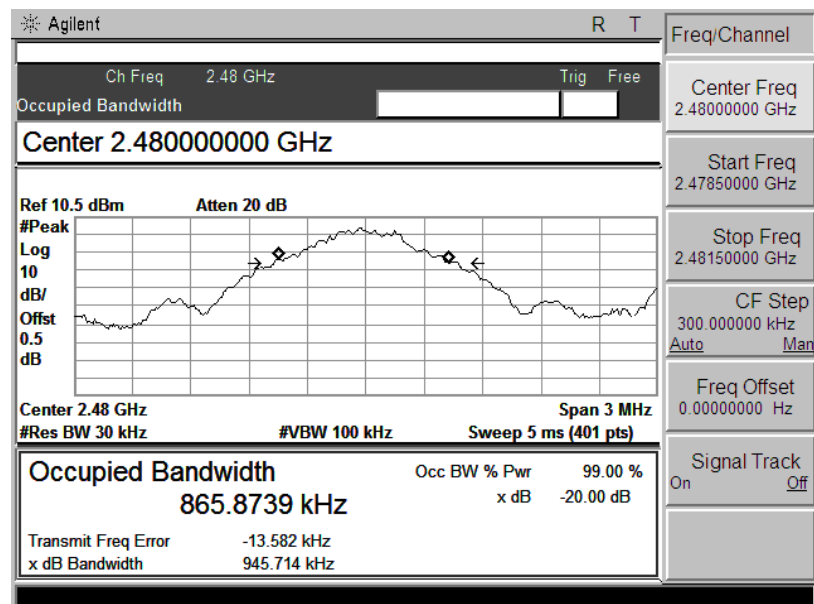 Agilent R T
Ch Freq 2.48 GHz Trig Free
Occupied Bandwidth
Center 2.480000000 GHz
Ref 10.5 dBm Atten 20 dB
#Peak
Log
10
dB/
Offst
0.5
dB
Center 2.48 GHz Span 3 MHz
#Res BW 30 kHz #VBW 100 kHz Sweep 5 ms (401 pts)
Occupied Bandwidth Occ BW % Pwr 99.00 %
865.8739 kHz x dB -20.00 dB
Transmit Freq Error -13.582 kHz
x dB Bandwidth 945.714 kHz
Freq/Channel
Center Freq
2.48000000 GHz
Start Freq
2.47850000 GHz
Stop Freq
2.48150000 GHz
CF Step
300.000000 kHz
Auto Man
Freq Offset
0.00000000 Hz
Signal Track
On Off